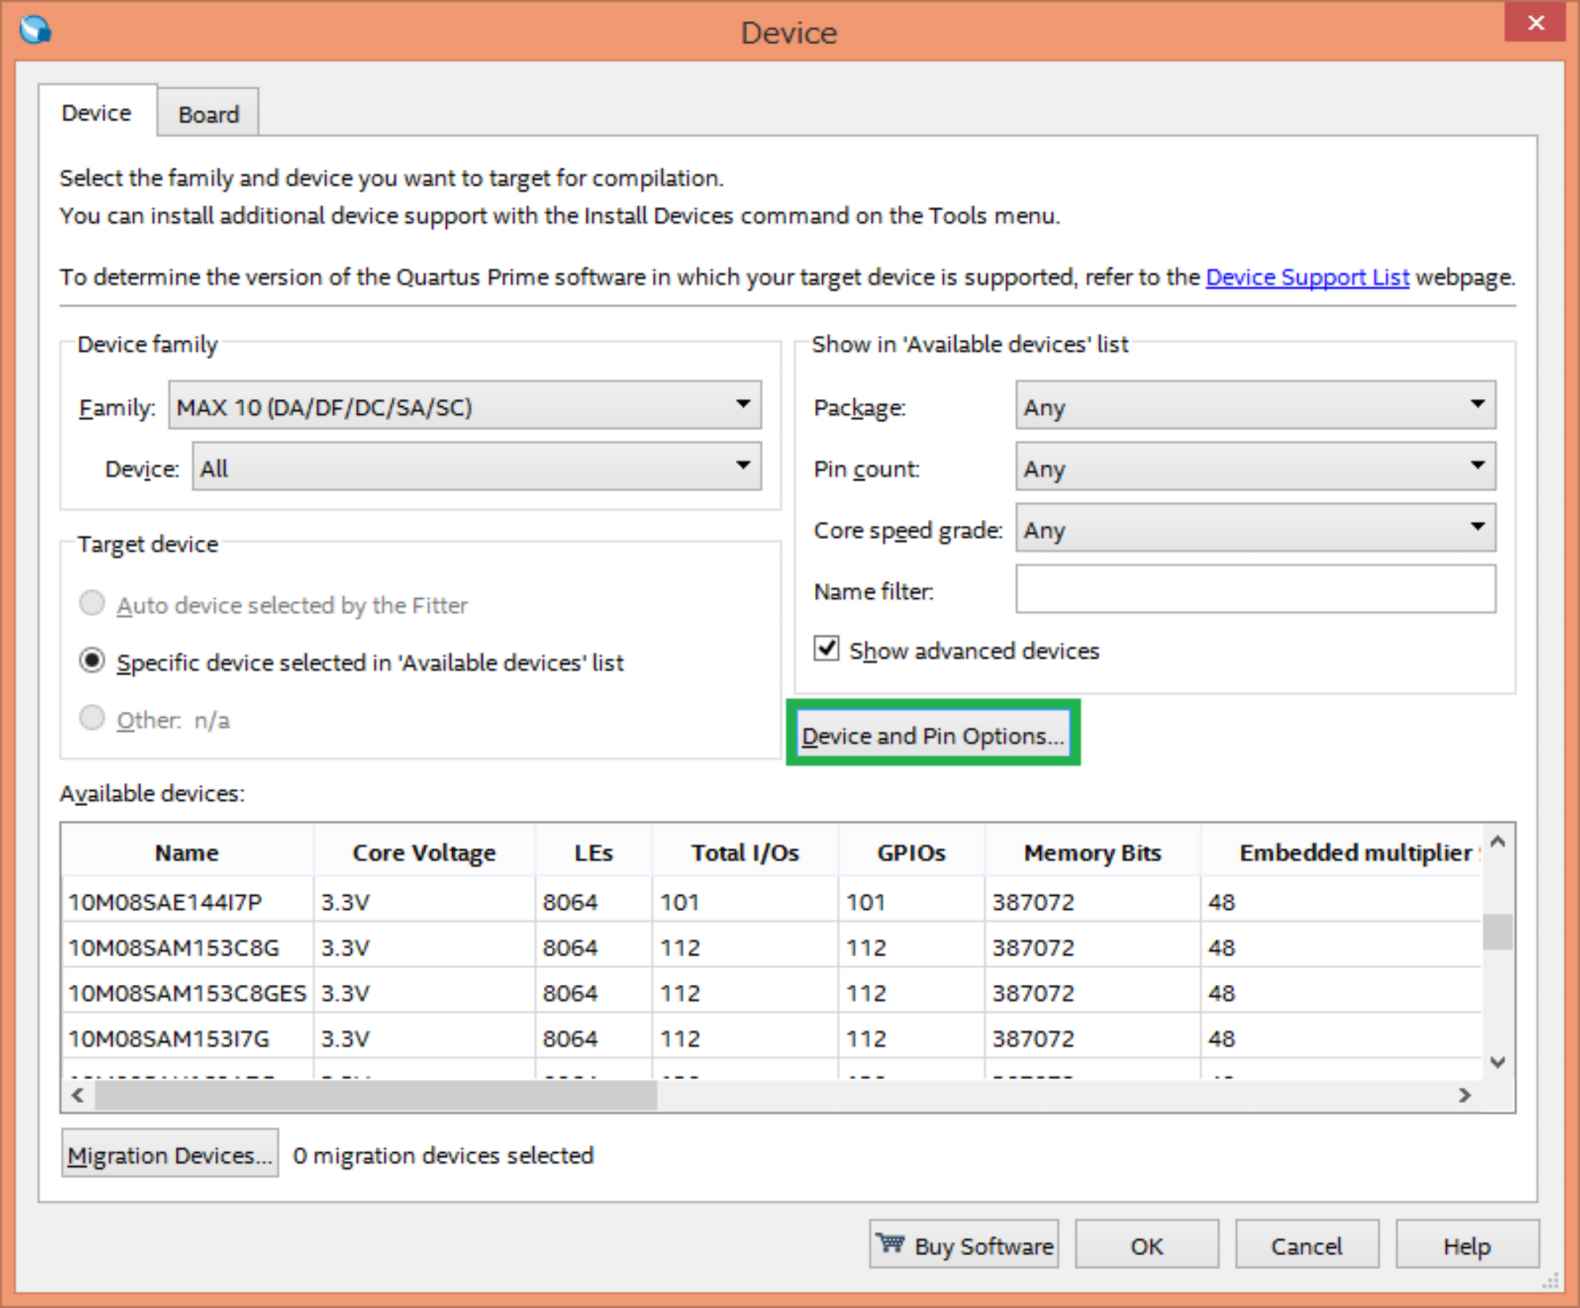 Device
Device Board
Select the family and device you want to target for compilation.
You can install additional device support with the Install Devices command on the Tools menu.
To determine the version of the Quartus Prime software in which your target device is supported, refer to the Device Support List webpage.
Device family
Family: MAX 10 (DA/DF/DC/SA/SC)
Device: All
Target device
Auto device selected by the Fitter
Specific device selected in 'Available devices' list
Other: n/a
Show in 'Available devices' list
Package: Any
Pin count: Any
Core speed grade: Any
Name filter:
Show advanced devices
Device and Pin Options...
Available devices:
Name Core Voltage LEs Total I/Os GPIOs Memory Bits Embedded multiplier
10M08SAE144I7P 3.3V 8064 101 101 387072 48
10M08SAM153C8G 3.3V 8064 112 112 387072 48
10M08SAM153C8GES 3.3V 8064 112 112 387072 48
10M08SAM153I7G 3.3V 8064 112 112 387072 48
Migration Devices... 0 migration devices selected
Buy Software OK Cancel Help